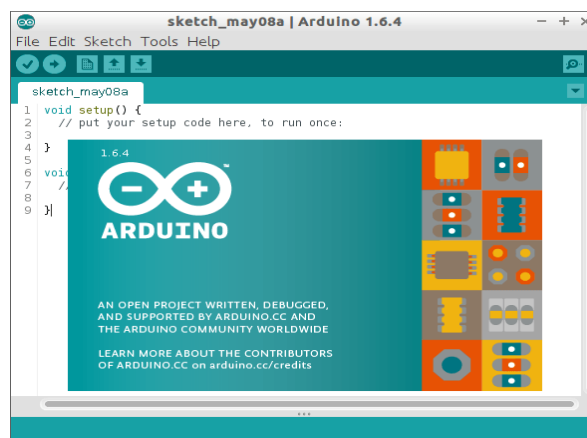 sketch_may08a | Arduino 1.6.4
File Edit Sketch Tools Help
sketch_may08a
1 void setup() {
2 // put your setup code here, to run once:
3
4 }
5
6 voi
7 //
8
9 }
1.6.4
™
ARDUINO
AN OPEN PROJECT WRITTEN, DEBUGGED,
AND SUPPORTED BY ARDUINO.CC AND
THE ARDUINO COMMUNITY WORLDWIDE
LEARN MORE ABOUT THE CONTRIBUTORS
OF ARDUINO.CC on arduino.cc/credits